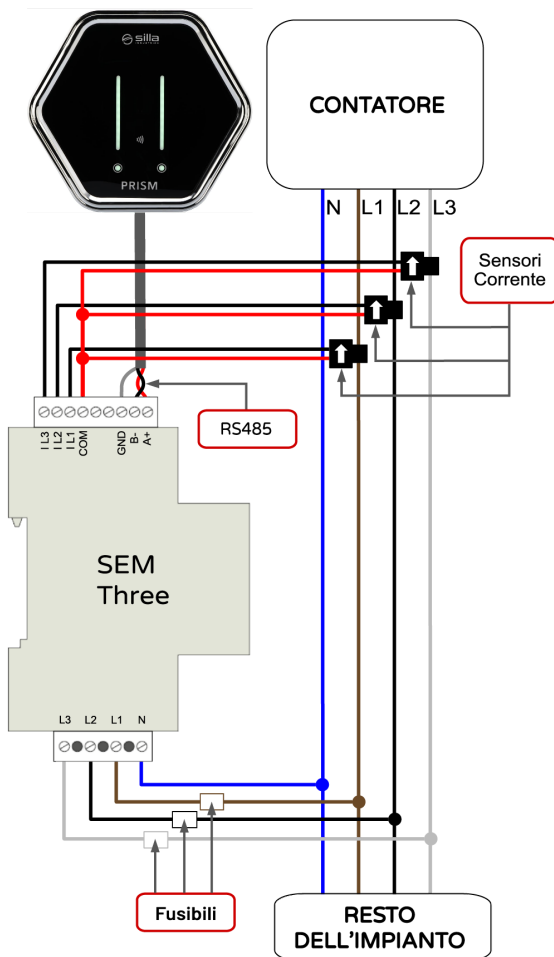 silla
INDUSTRIES
PRISM
CONTATORE
N
L1
L2
L3
Sensori
Corrente
RS485
I L3
I L2
I L1
COM
GND
B-
A+
SEM
Three
L3
L2
L1
N
Fusibili
RESTO
DELL'IMPIANTO